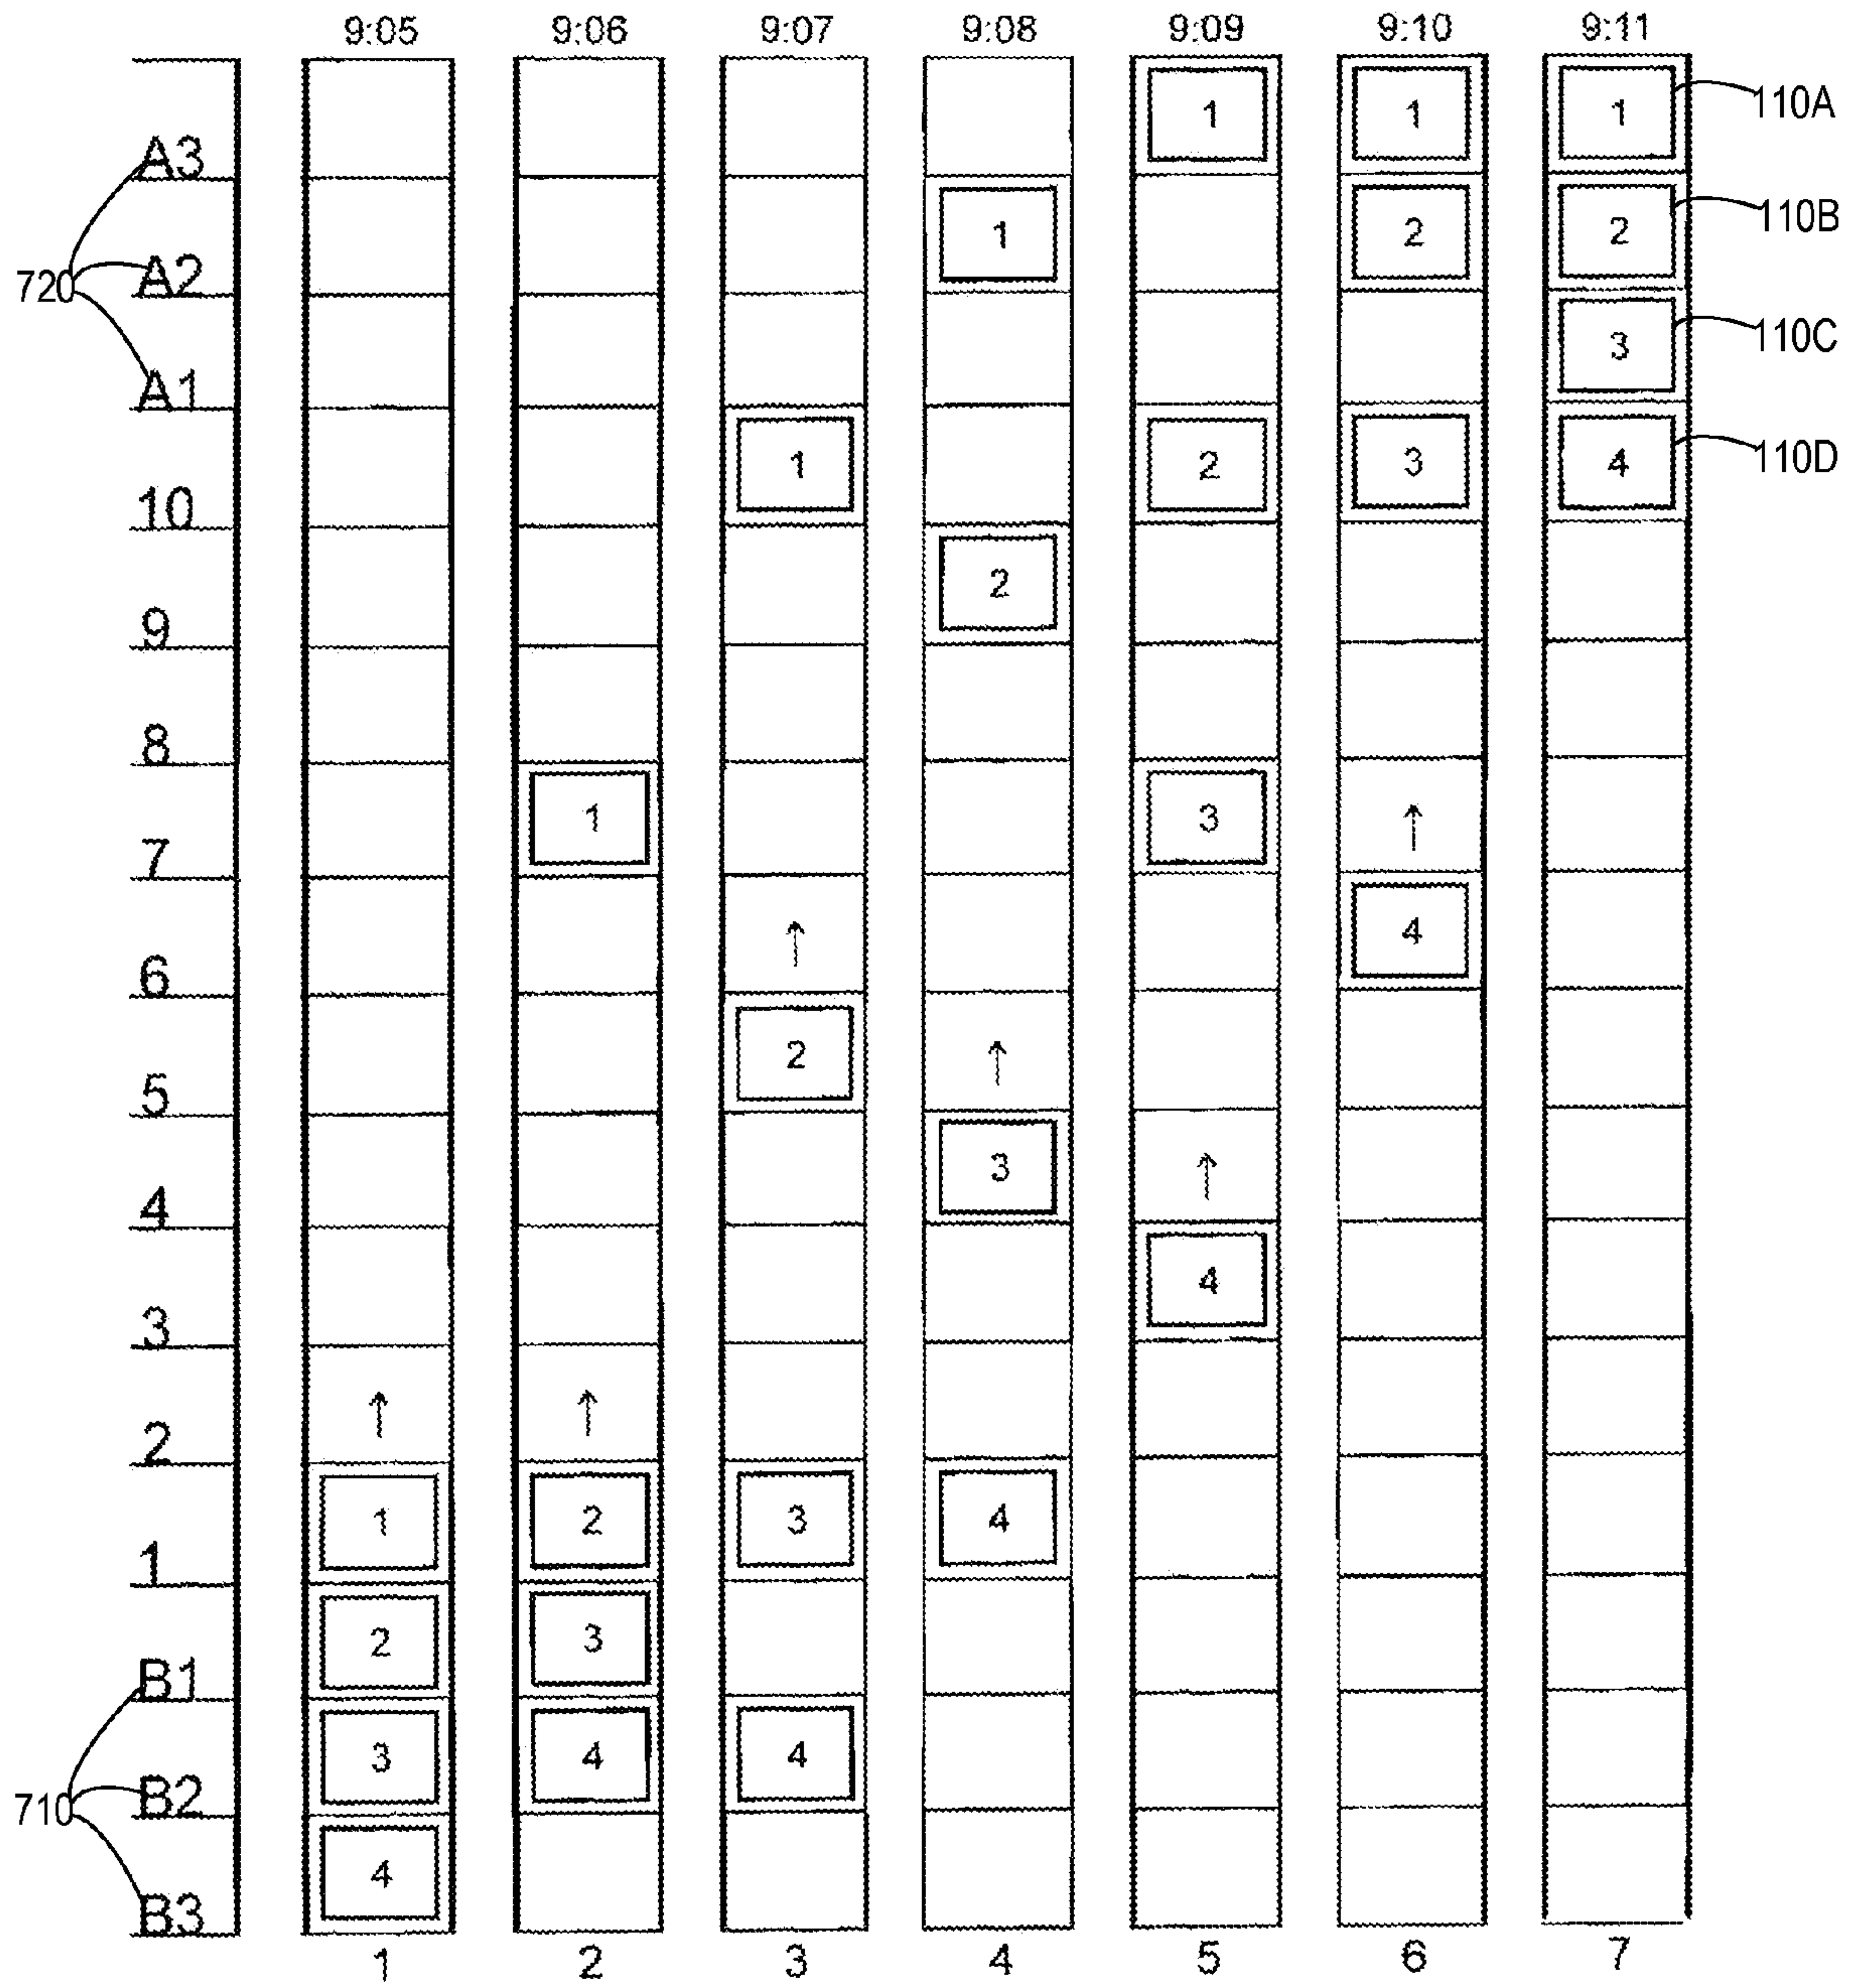 9:05 9:06 9:07 9:08 9:09 9:10 9:11
1 1 1 110A
A3
1 2 2 110B
720 A2
3 110C
A1
1 2 3 4 110D
10
2
9
8
1 3 ↑
7
↑ 4
6
2 ↑
5
3 ↑
4
4
3
↑ ↑
2
1 2 3 4
1
2 3
B1
3 4 4
710 B2
4
B3
1 2 3 4 5 6 7